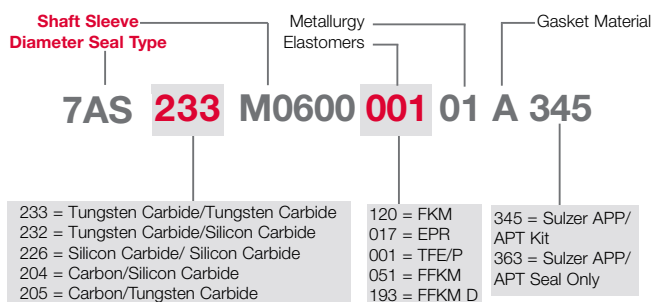 Shaft Sleeve
Diameter Seal Type
Metallurgy
Elastomers
Gasket Material
7AS 233 M0600 001 01 A 345
233 = Tungsten Carbide/Tungsten Carbide
232 = Tungsten Carbide/Silicon Carbide
226 = Silicon Carbide/ Silicon Carbide
204 = Carbon/Silicon Carbide
205 = Carbon/Tungsten Carbide
120 = FKM
017 = EPR
001 = TFE/P
051 = FFKM
193 = FFKM D
345 = Sulzer APP/
APT Kit
363 = Sulzer APP/
APT Seal Only